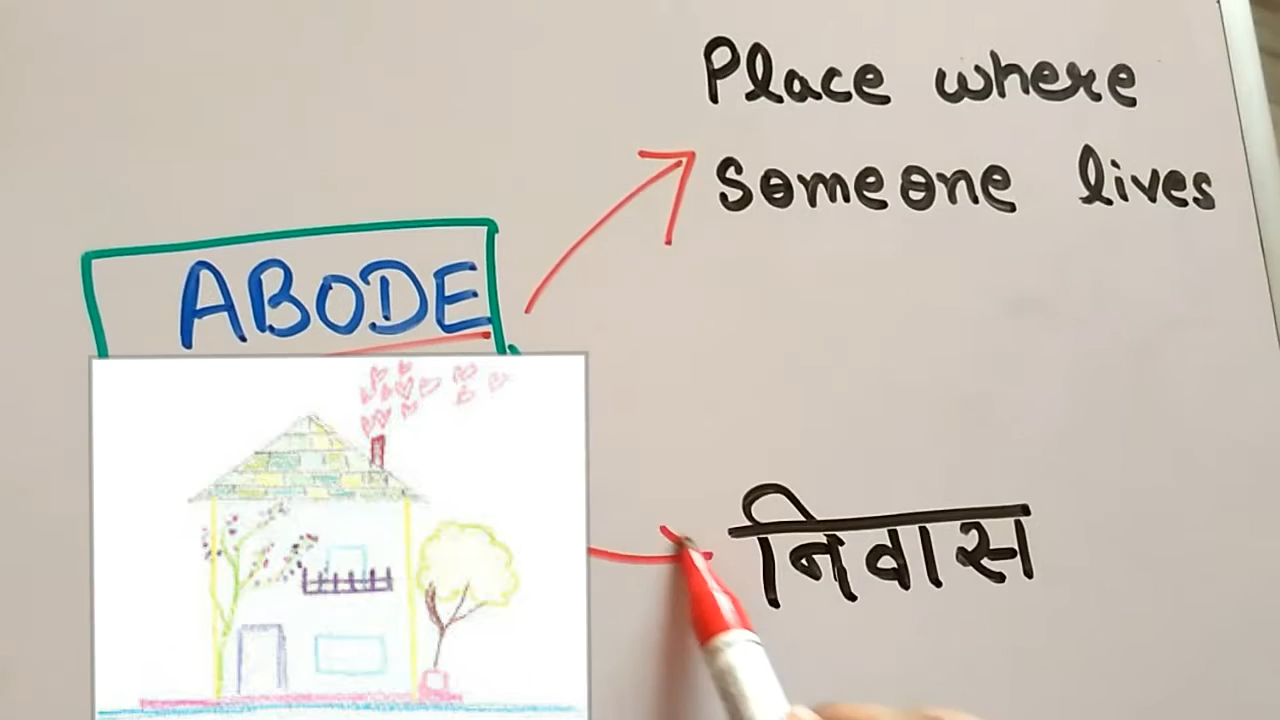 Place where
someone lives
ABODE
निवास